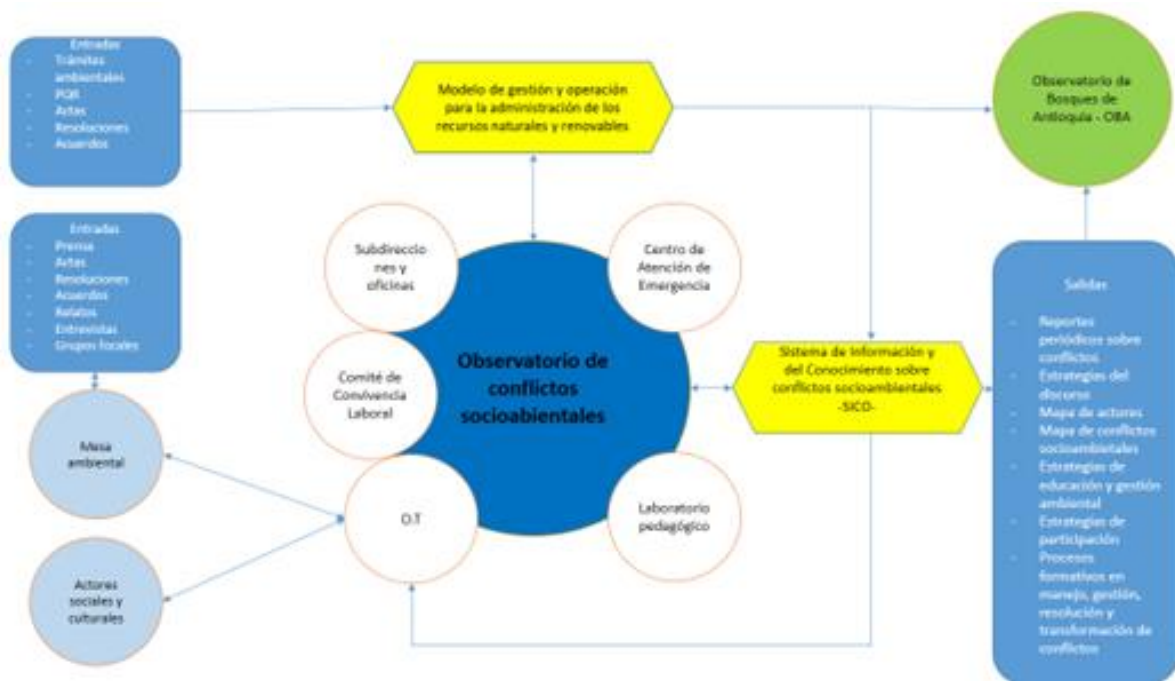 Entradas
- Trámites
ambientales
- PQR
- Actas
- Resoluciones
- Acuerdos
Modelo de gestión y operación
para la administración de los
recursos naturales y renovables
Observatorio de
Bosques de
Antioquia - OBA
Entradas
- Prensa
- Actas
- Resoluciones
- Acuerdos
- Relatos
- Entrevistas
- Grupos focales
Subdireccio
nes y
oficinas
Centro de
Atención de
Emergencia
Comité de
Convivencia
Laboral
Observatorio de
conflictos
socioabientales
Sistema de Información y
del Conocimiento sobre
conflictos socioambientales
-SICO-
Mesa
ambiental
O.T
Laboratorio
pedagógico
Actores
sociales y
culturales
Salidas
- Reportes
periódicos sobre
conflictos
- Estrategias del
discurso
- Mapa de actores
- Mapa de conflictos
socioambietales
- Estrategias de
educación y gestión
ambiental
- Estrategias de
participación
- Procesos
formativos en
manejo, gestión,
resolución y
transformación de
conflictos